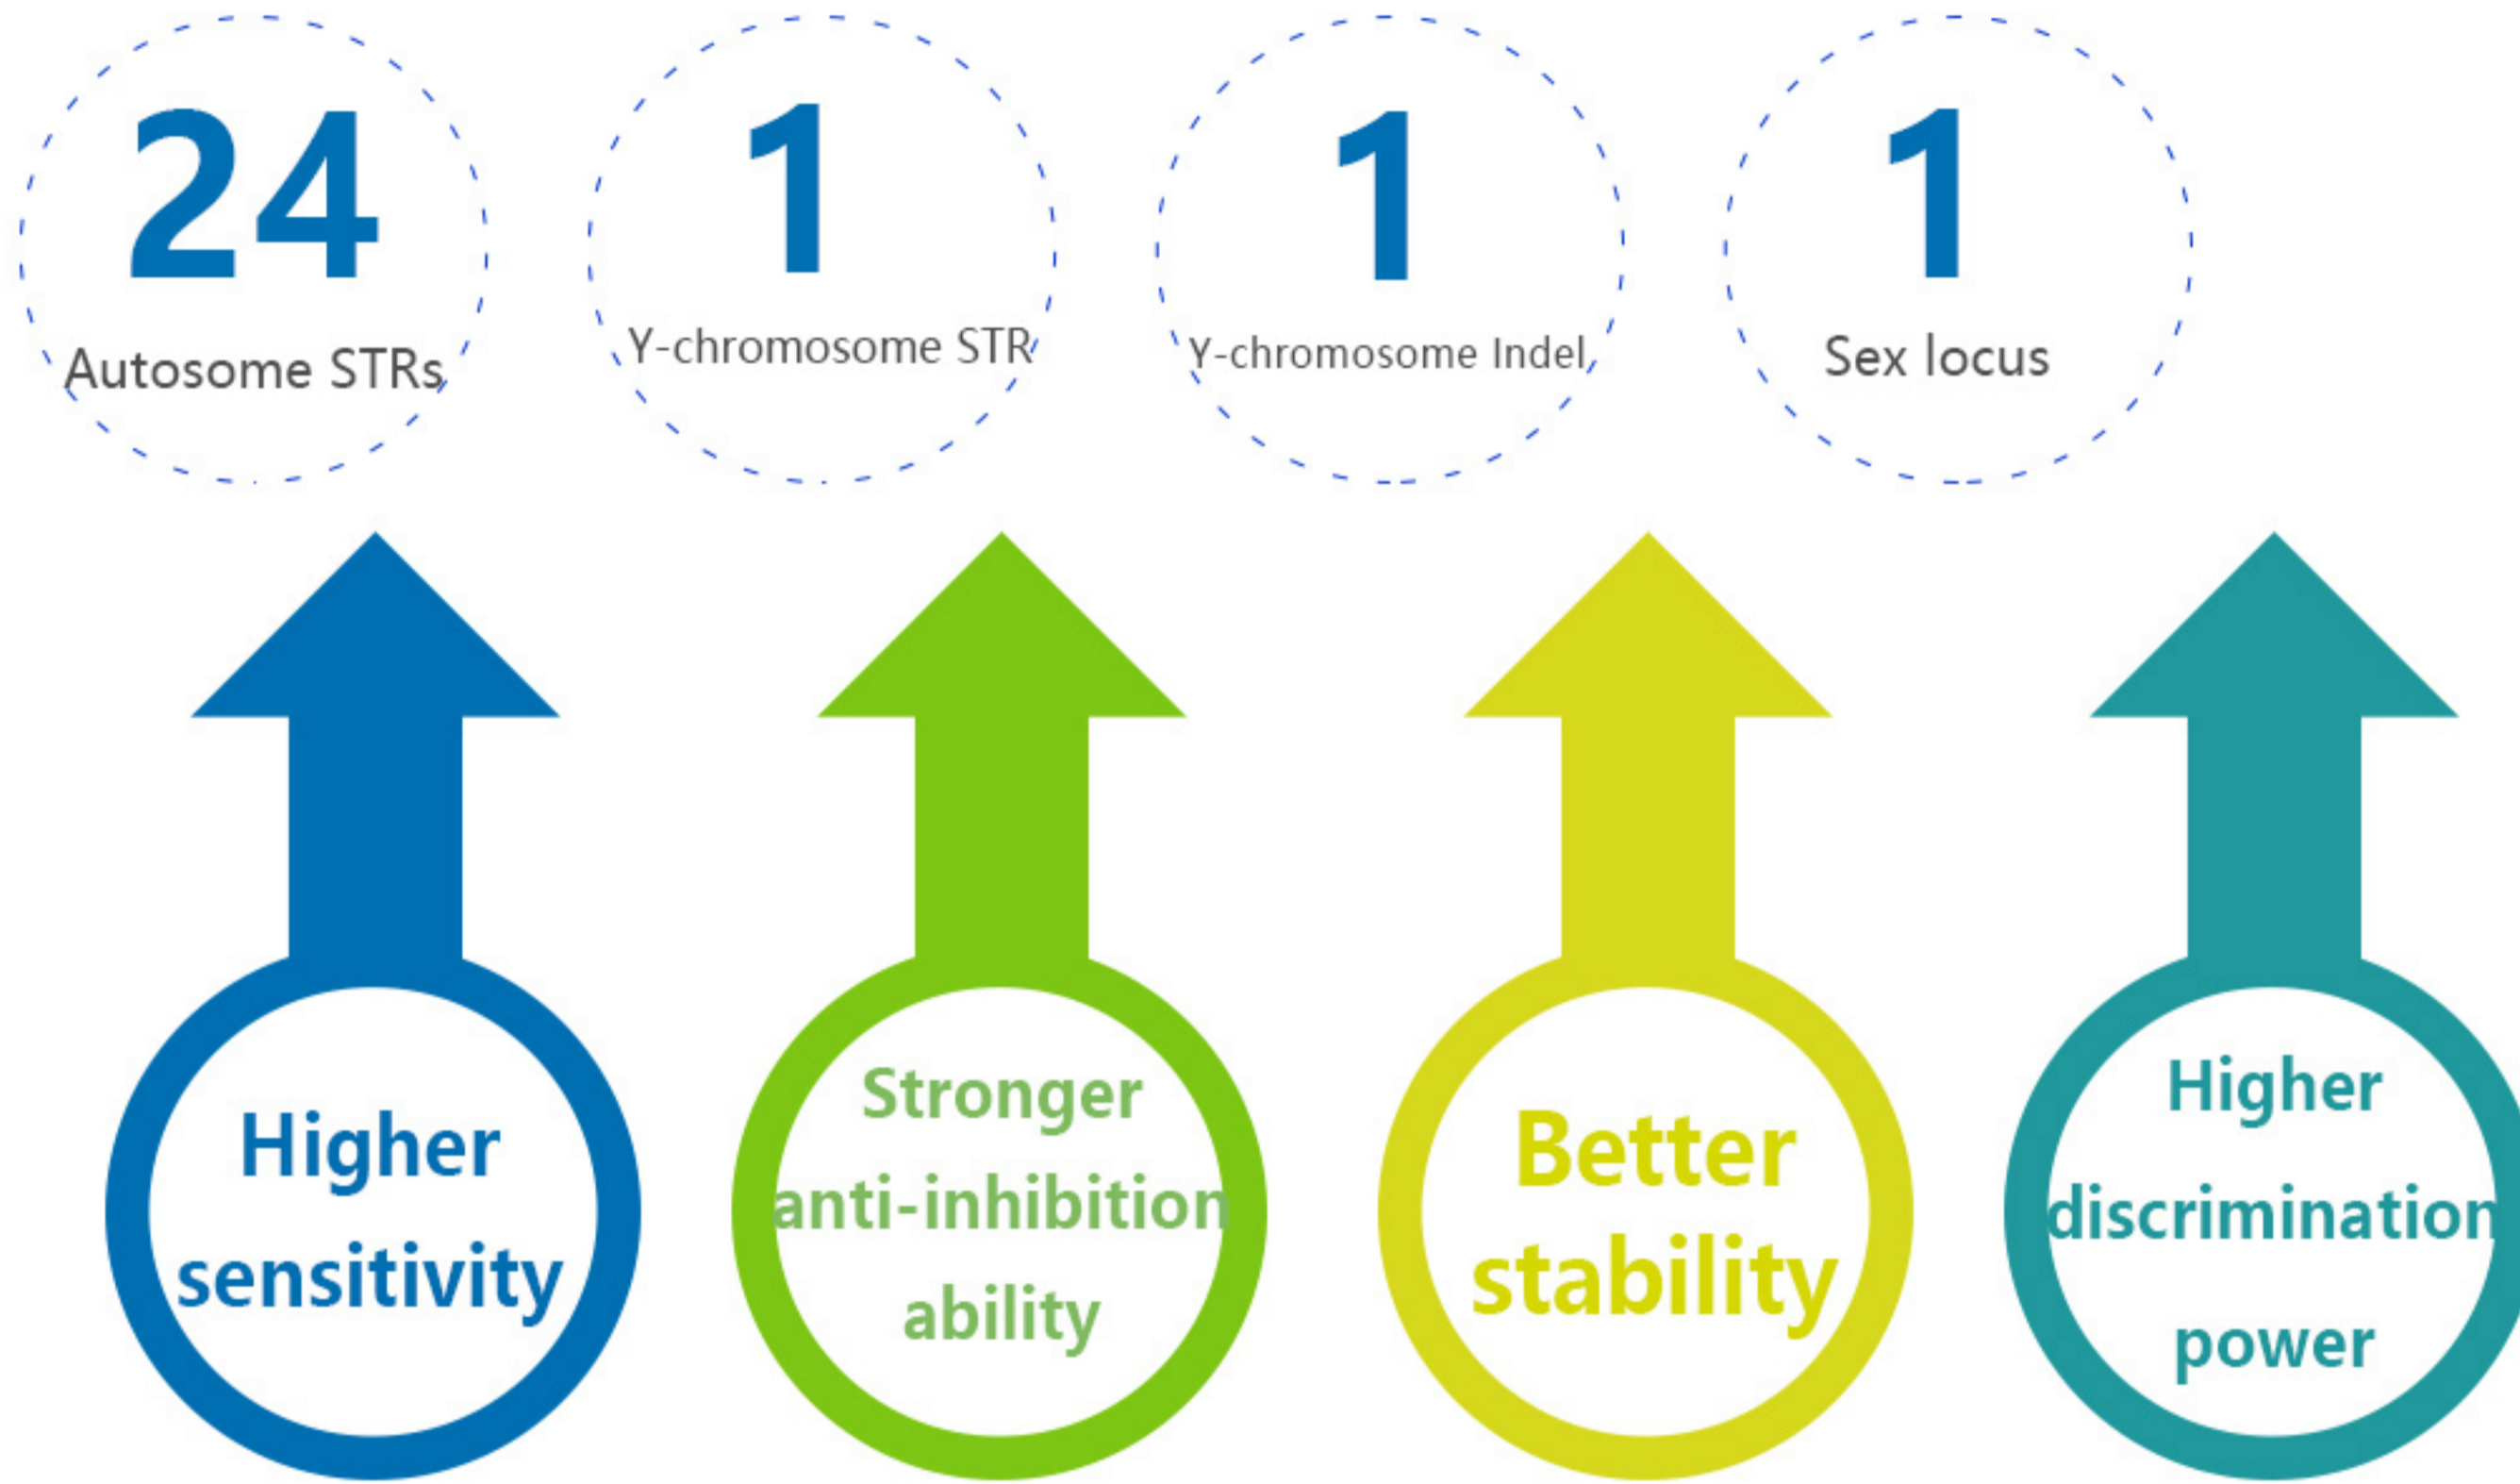 24
Autosome STRs
1
Y-chromosome STR
1
Y-chromosome Indel
1
Sex locus
Higher
sensitivity
Stronger
anti-inhibition
ability
Better
stability
Higher
discrimination
power